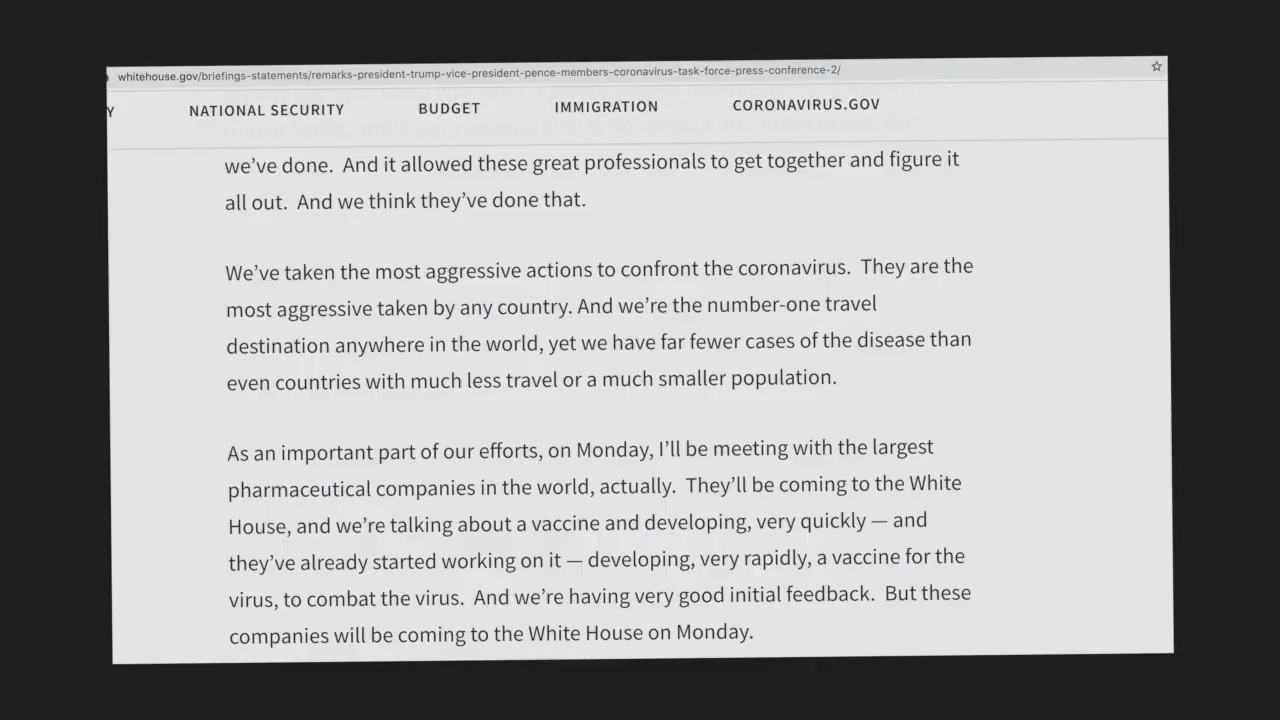 whitehouse.gov/briefings-statements/remarks-president-trump-vice-president-pence-members-coronavirus-task-force-press-conference-2/
Y NATIONAL SECURITY BUDGET IMMIGRATION CORONAVIRUS.GOV
we’ve done.  And it allowed these great professionals to get together and figure it
all out.  And we think they’ve done that.
We’ve taken the most aggressive actions to confront the coronavirus.  They are the
most aggressive taken by any country. And we’re the number-one travel
destination anywhere in the world, yet we have far fewer cases of the disease than
even countries with much less travel or a much smaller population.
As an important part of our efforts, on Monday, I’ll be meeting with the largest
pharmaceutical companies in the world, actually.  They’ll be coming to the White
House, and we’re talking about a vaccine and developing, very quickly — and
they’ve already started working on it — developing, very rapidly, a vaccine for the
virus, to combat the virus.  And we’re having very good initial feedback.  But these
companies will be coming to the White House on Monday.